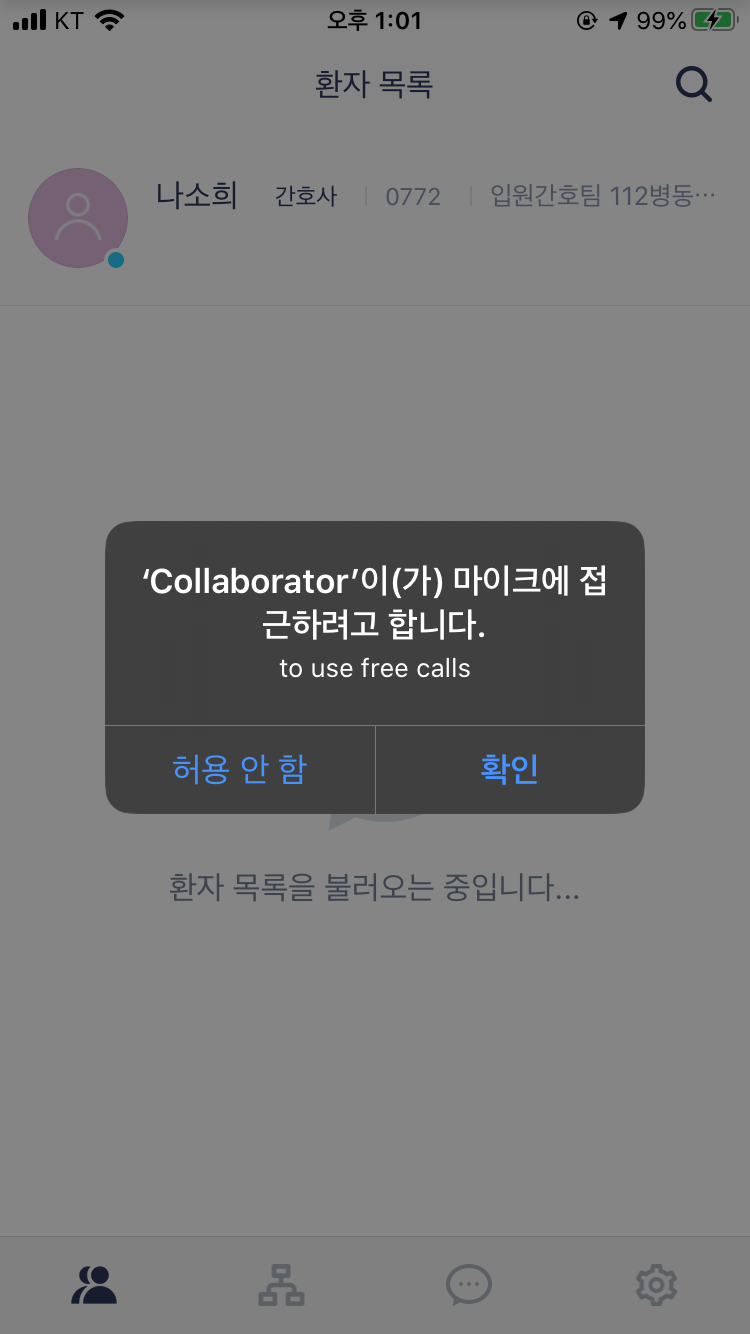 KT 오후 1:01 99%
환자 목록
나소희 간호사 0772 입원간호팀 112병동…
‘Collaborator’이(가) 마이크에 접
근하려고 합니다.
to use free calls
허용 안 함 확인
환자 목록을 불러오는 중입니다...